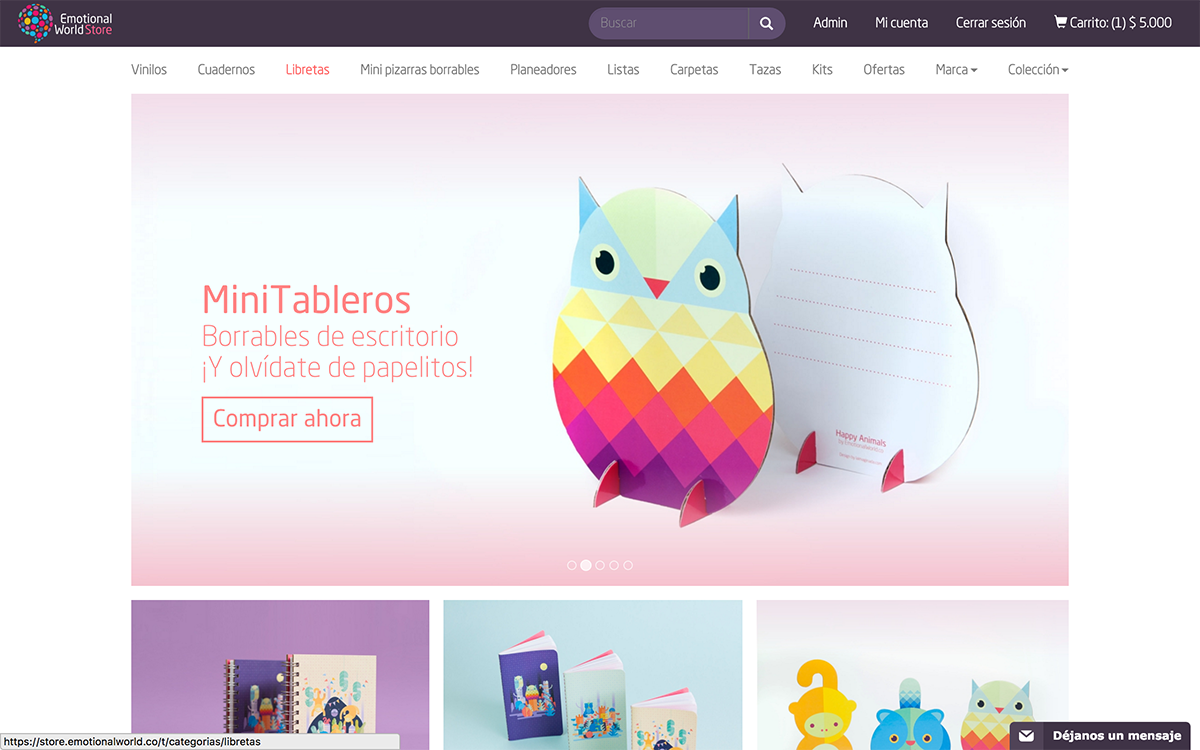 Emotional
World Store
Buscar
Admin
Mi cuenta
Cerrar sesión
Carrito: (1) $ 5.000
Vinilos
Cuadernos
Libretas
Mini pizarras borrables
Planeadores
Listas
Carpetas
Tazas
Kits
Ofertas
Marca
Colección
MiniTableros
Borrables de escritorio
¡Y olvídate de papelitos!
Comprar ahora
Happy Animals
https://store.emotionalworld.co/t/categorias/libretas
Déjanos un mensaje